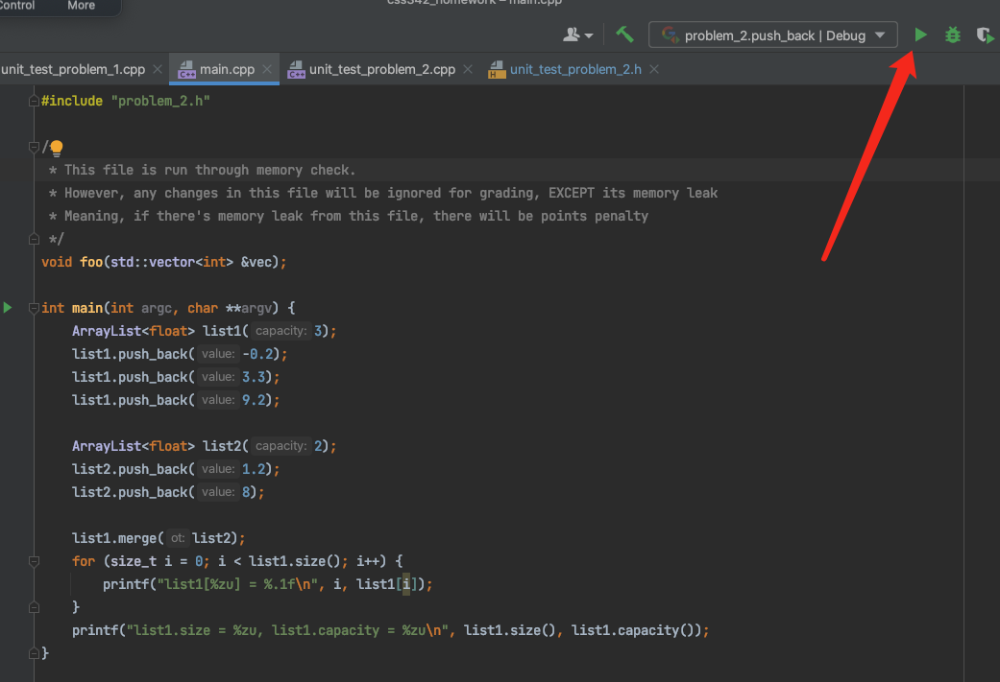 Control More
css342_homework – main.cpp
problem_2.push_back | Debug
unit_test_problem_1.cpp main.cpp unit_test_problem_2.cpp unit_test_problem_2.h
#include "problem_2.h"
/*
* This file is run through memory check.
* However, any changes in this file will be ignored for grading, EXCEPT its memory leak
* Meaning, if there's memory leak from this file, there will be points penalty
*/
void foo(std::vector<int> &vec);
int main(int argc, char **argv) {
ArrayList<float> list1( capacity: 3);
list1.push_back( value: -0.2);
list1.push_back( value: 3.3);
list1.push_back( value: 9.2);
ArrayList<float> list2( capacity: 2);
list2.push_back( value: 1.2);
list2.push_back( value: 8);
list1.merge( ot: list2);
for (size_t i = 0; i < list1.size(); i++) {
printf("list1[%zu] = %.1f\n", i, list1[i]);
}
printf("list1.size = %zu, list1.capacity = %zu\n", list1.size(), list1.capacity());
}